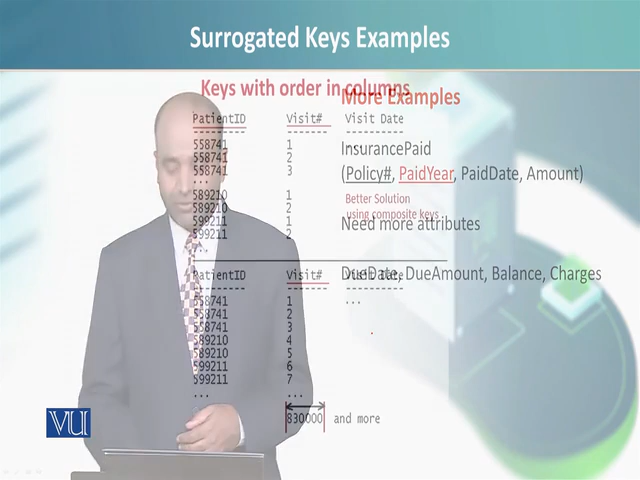 Surrogated Keys Examples
Keys with order in columns
More Examples
PatientID Visit# Visit Date
558741 1 ...
558741 2
558741 3
...
InsurancePaid
(Policy#, PaidYear, PaidDate, Amount)
589210 1
589210 2
599211 1
599211 2
...
Better Solution
using composite keys
Need more attributes
PatientID Visit# Visit Date
DueDate, DueAmount, Balance, Charges
558741 1 ...
558741 2
558741 3
589210 4
589210 5
599211 6
599211 7
... ...
830000 and more
VU